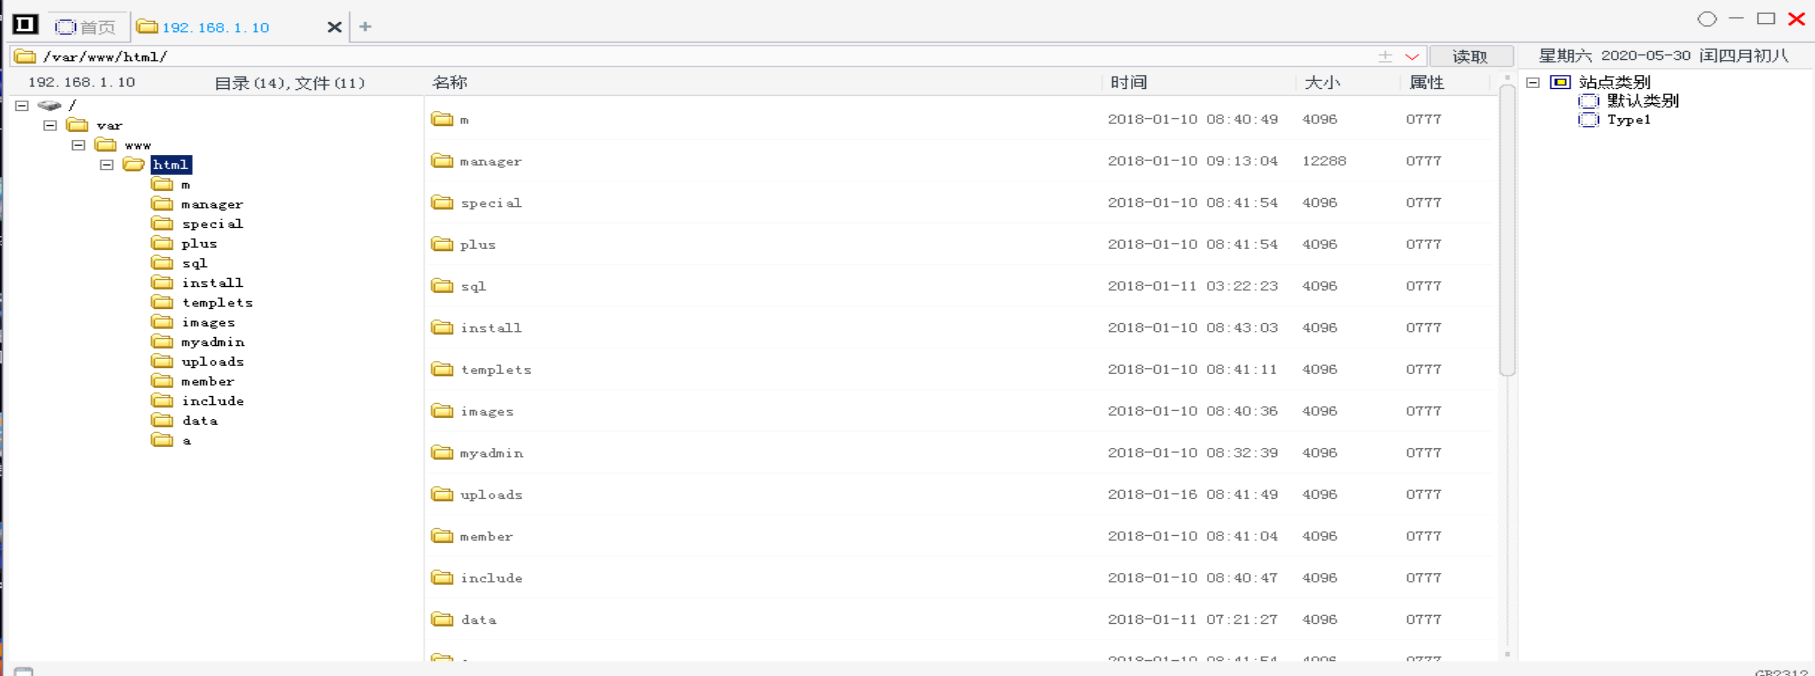 首页
192.168.1.10
/var/www/html/
读取
星期六 2020-05-30 闰四月初八
192.168.1.10 目录(14),文件(11)
名称 时间 大小 属性
/
var
www
html
m
manager
special
plus
sql
install
templets
images
myadmin
uploads
member
include
data
a
m 2018-01-10 08:40:49 4096 0777
manager 2018-01-10 09:13:04 12288 0777
special 2018-01-10 08:41:54 4096 0777
plus 2018-01-10 08:41:54 4096 0777
sql 2018-01-11 03:22:23 4096 0777
install 2018-01-10 08:43:03 4096 0777
templets 2018-01-10 08:41:11 4096 0777
images 2018-01-10 08:40:36 4096 0777
myadmin 2018-01-10 08:32:39 4096 0777
uploads 2018-01-16 08:41:49 4096 0777
member 2018-01-10 08:41:04 4096 0777
include 2018-01-10 08:40:47 4096 0777
data 2018-01-11 07:21:27 4096 0777
2018-01-10 08:41:54 4096 0777
站点类别
默认类别
Type1
GB2312